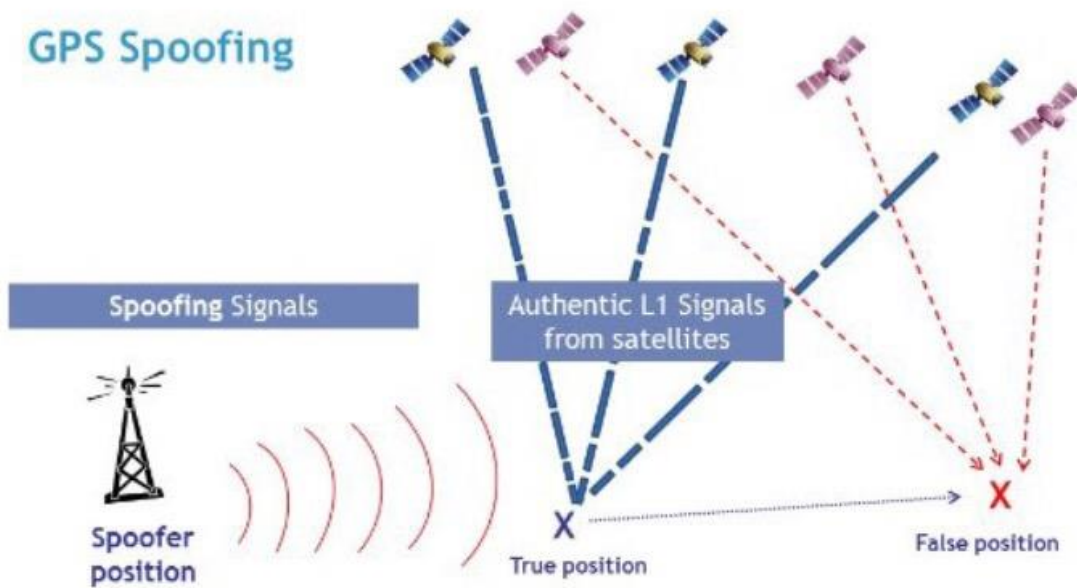 GPS Spoofing
Spoofing Signals
Authentic L1 Signals
from satellites
Spoofer
position
X
True position
X
False position